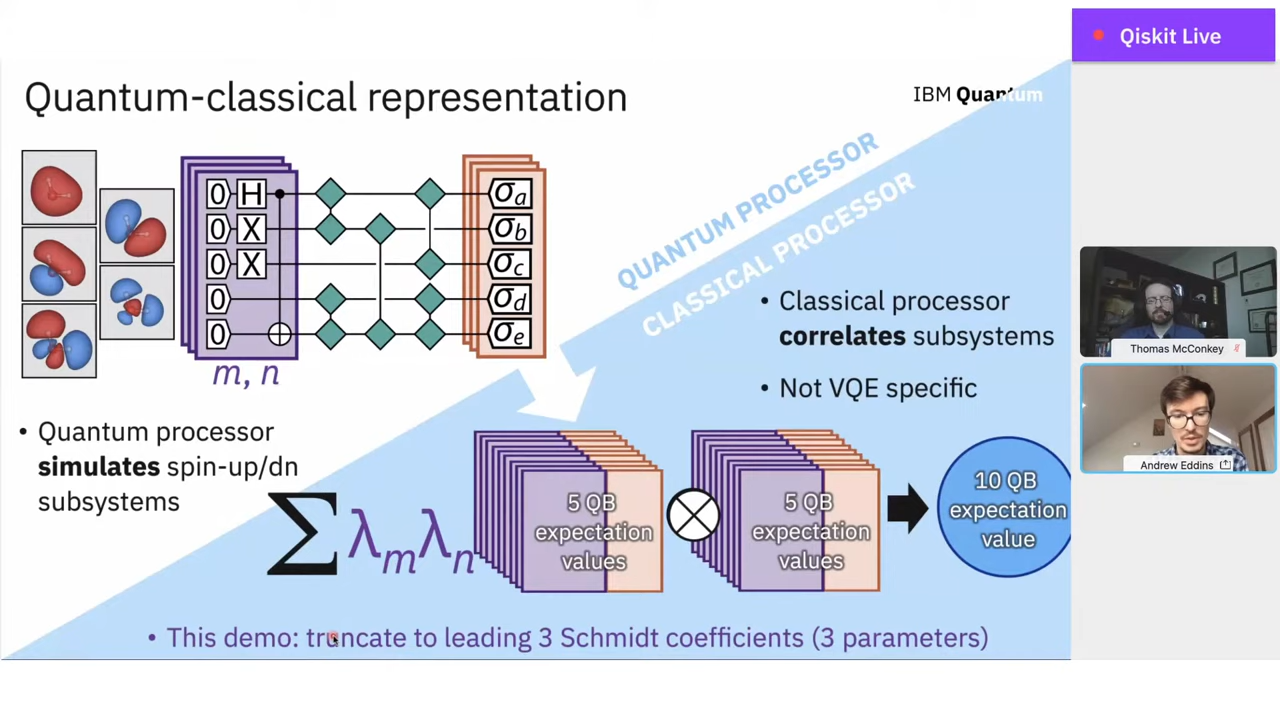 Qiskit Live
Quantum-classical representation
IBM Quantum
QUANTUM PROCESSOR
CLASSICAL PROCESSOR
0 H σa
0 X σb
0 X σc
0 σd
0 σe
m, n
• Classical processor
correlates subsystems
• Not VQE specific
• Quantum processor
simulates spin-up/dn
subsystems
Σ λm λn
5 QB
expectation
values
⊗
5 QB
expectation
values
10 QB
expectation
value
• This demo: truncate to leading 3 Schmidt coefficients (3 parameters)
Thomas McConkey
Andrew Eddins